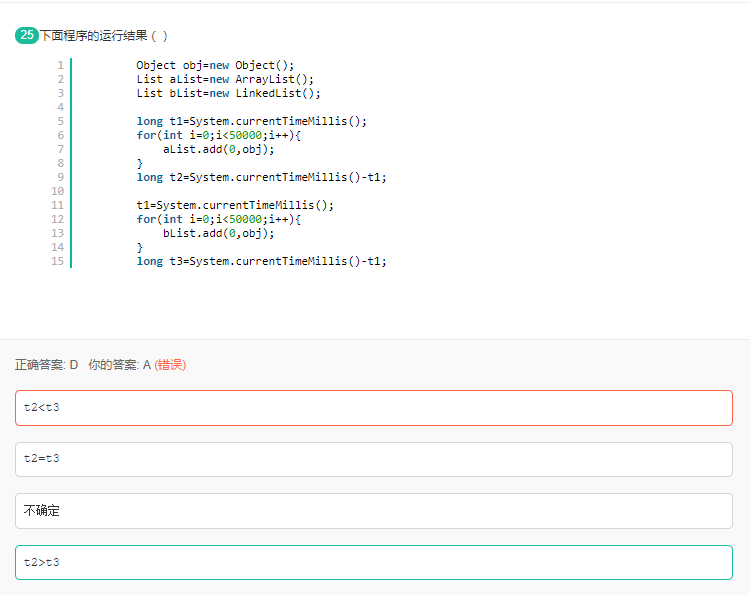 25 下面程序的运行结果 ( )
1 Object obj=new Object();
2 List aList=new ArrayList();
3 List bList=new LinkedList();
4
5 long t1=System.currentTimeMillis();
6 for(int i=0;i<50000;i++){
7 aList.add(0,obj);
8 }
9 long t2=System.currentTimeMillis()-t1;
10
11 t1=System.currentTimeMillis();
12 for(int i=0;i<50000;i++){
13 bList.add(0,obj);
14 }
15 long t3=System.currentTimeMillis()-t1;
正确答案: D 你的答案: A (错误)
t2<t3
t2=t3
不确定
t2>t3